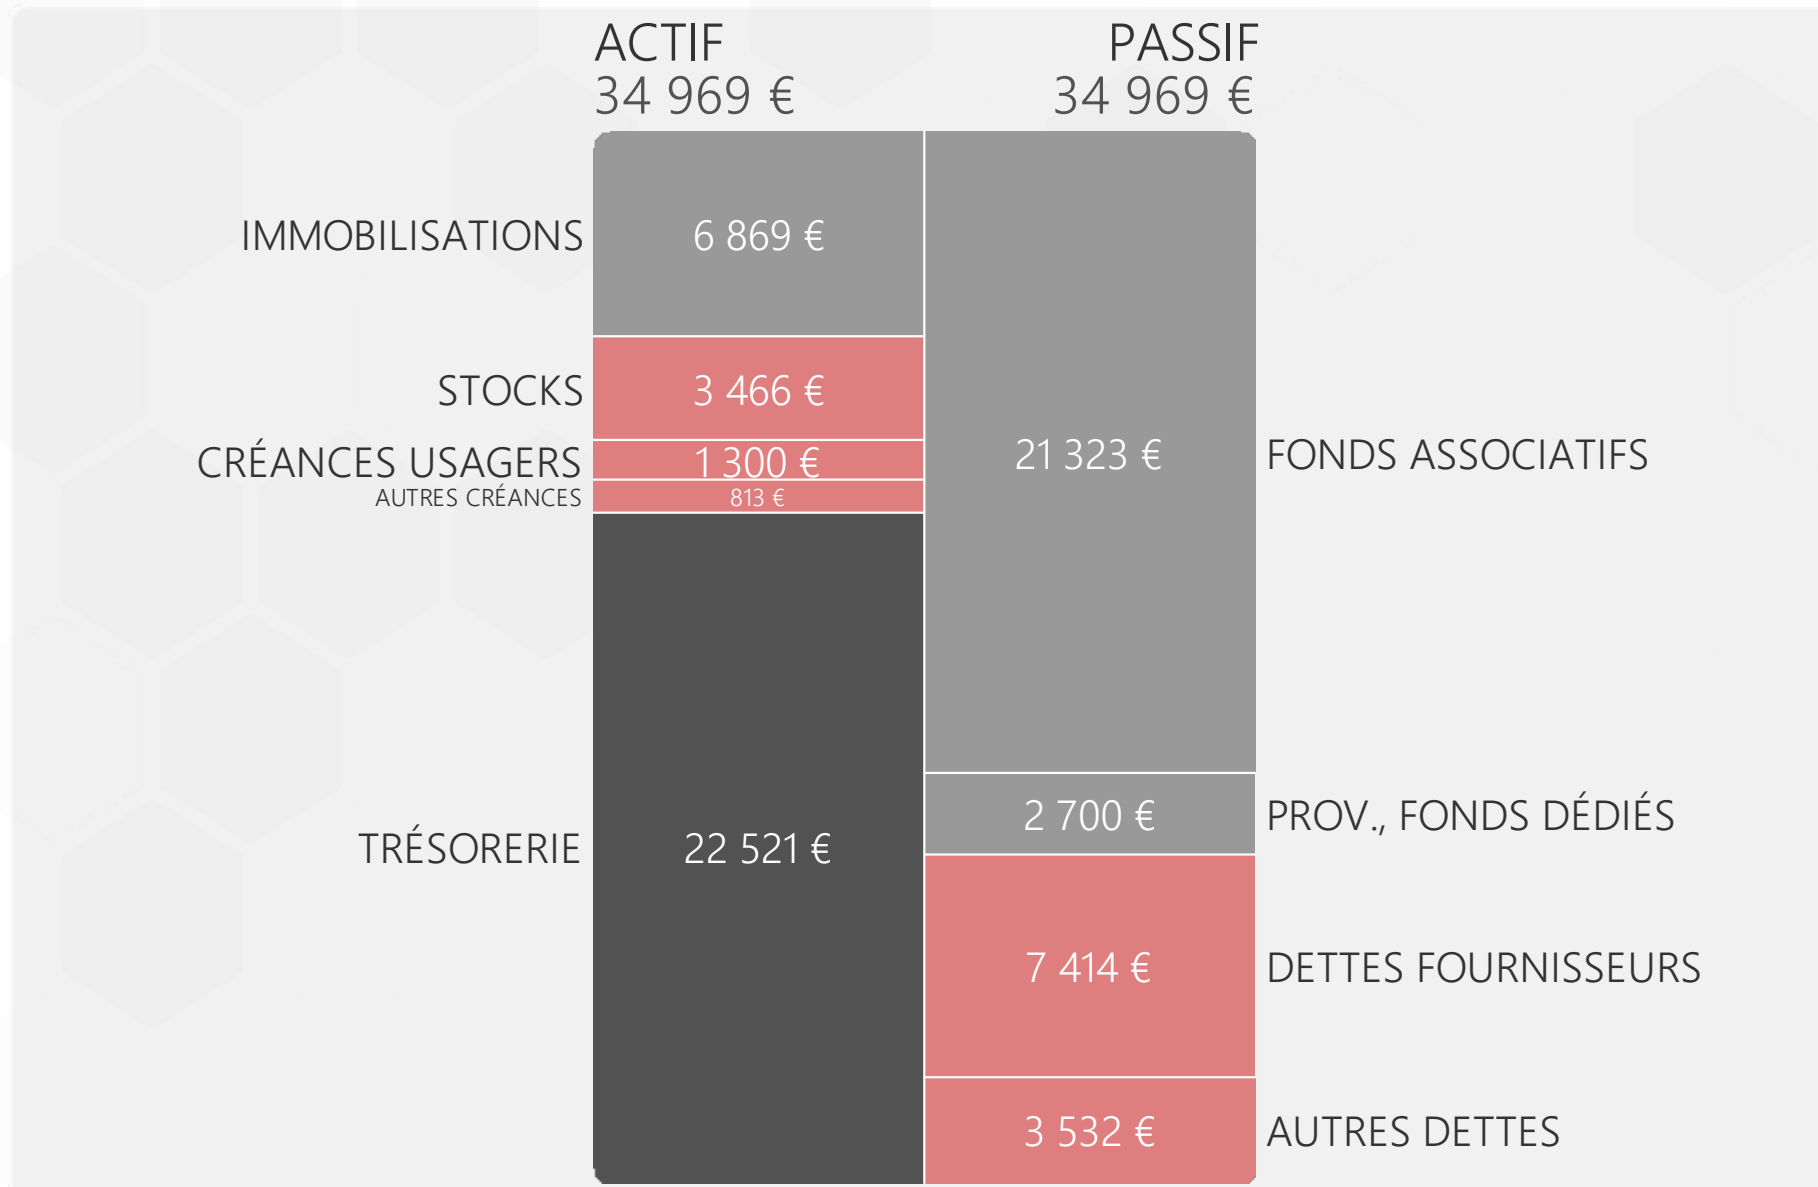 ACTIF
34 969 €
PASSIF
34 969 €
IMMOBILISATIONS
6 869 €
STOCKS
3 466 €
CRÉANCES USAGERS
1 300 €
AUTRES CRÉANCES
813 €
TRÉSORERIE
22 521 €
21 323 €
FONDS ASSOCIATIFS
2 700 €
PROV., FONDS DÉDIÉS
7 414 €
DETTES FOURNISSEURS
3 532 €
AUTRES DETTES